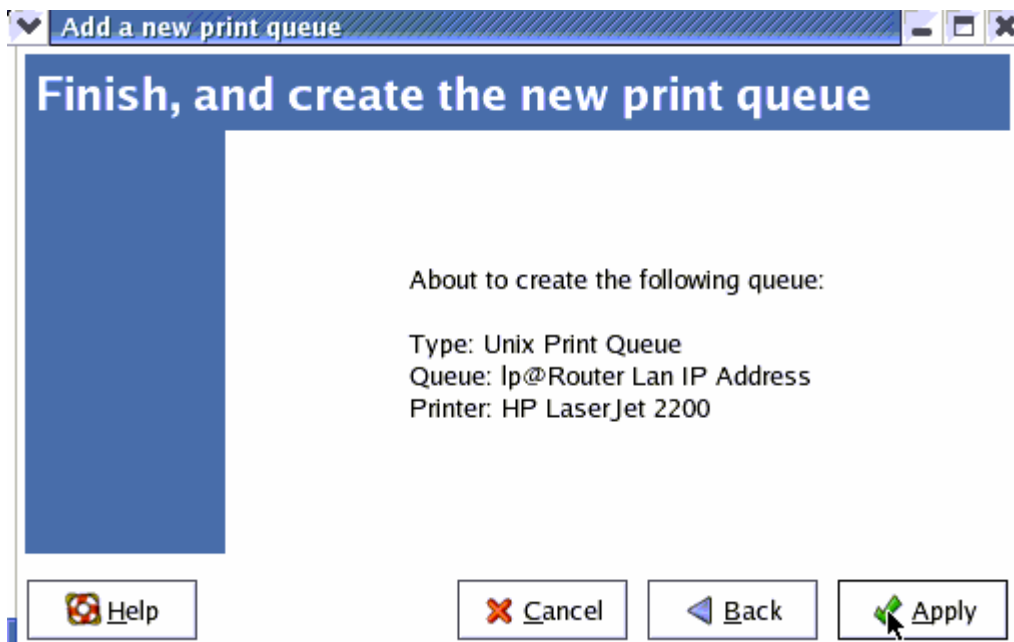 Add a new print queue
Finish, and create the new print queue
About to create the following queue:
Type: Unix Print Queue
Queue: lp@Router Lan IP Address
Printer: HP LaserJet 2200
Help
Cancel
Back
Apply